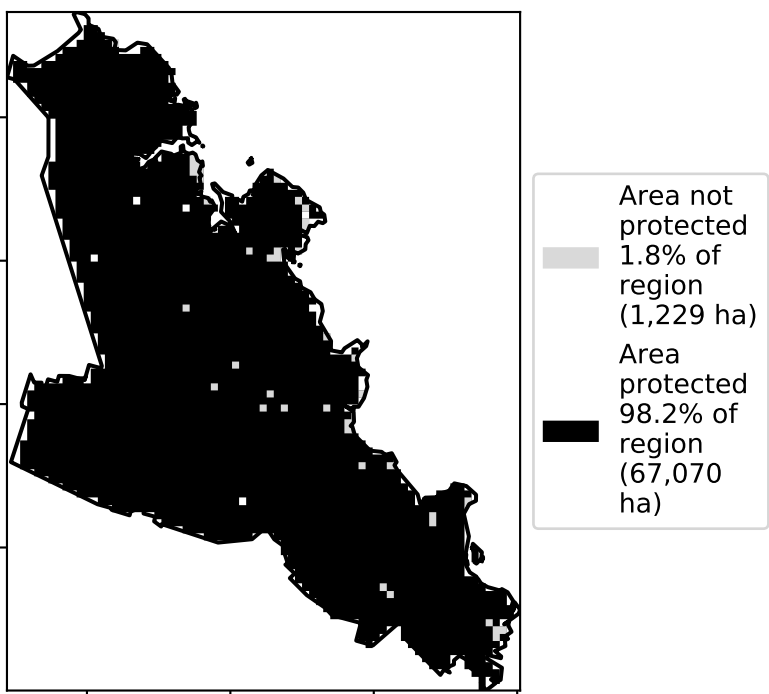 Area not
protected
1.8% of
region
(1,229 ha)
Area
protected
98.2% of
region
(67,070
ha)